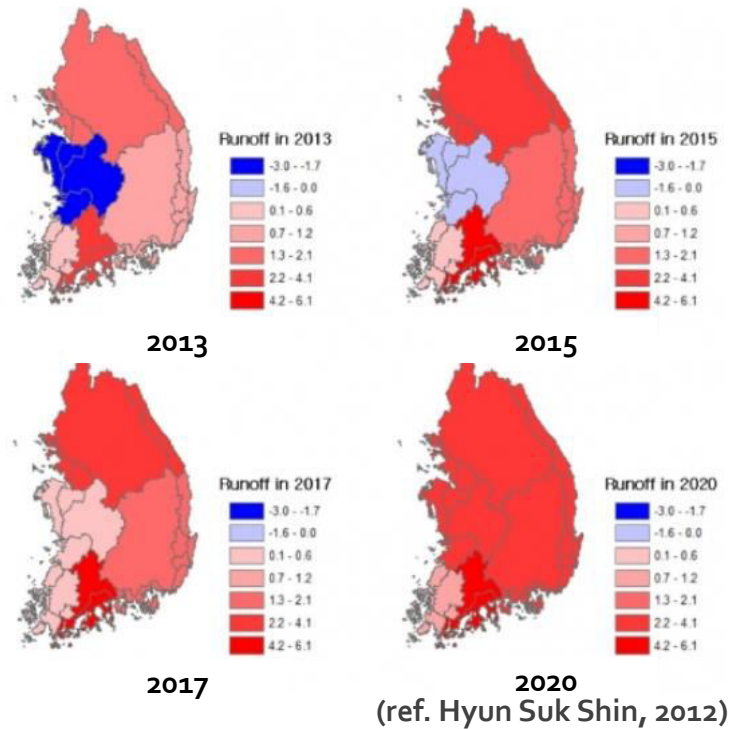 Runoff in 2013
-3.0 - -1.7
-1.6 - 0.0
0.1 - 0.6
0.7 - 1.2
1.3 - 2.1
2.2 - 4.1
4.2 - 6.1
2013
Runoff in 2015
-3.0 - -1.7
-1.6 - 0.0
0.1 - 0.6
0.7 - 1.2
1.3 - 2.1
2.2 - 4.1
4.2 - 6.1
2015
Runoff in 2017
-3.0 - -1.7
-1.6 - 0.0
0.1 - 0.6
0.7 - 1.2
1.3 - 2.1
2.2 - 4.1
4.2 - 6.1
2017
Runoff in 2020
-3.0 - -1.7
-1.6 - 0.0
0.1 - 0.6
0.7 - 1.2
1.3 - 2.1
2.2 - 4.1
4.2 - 6.1
2020
(ref. Hyun Suk Shin, 2012)